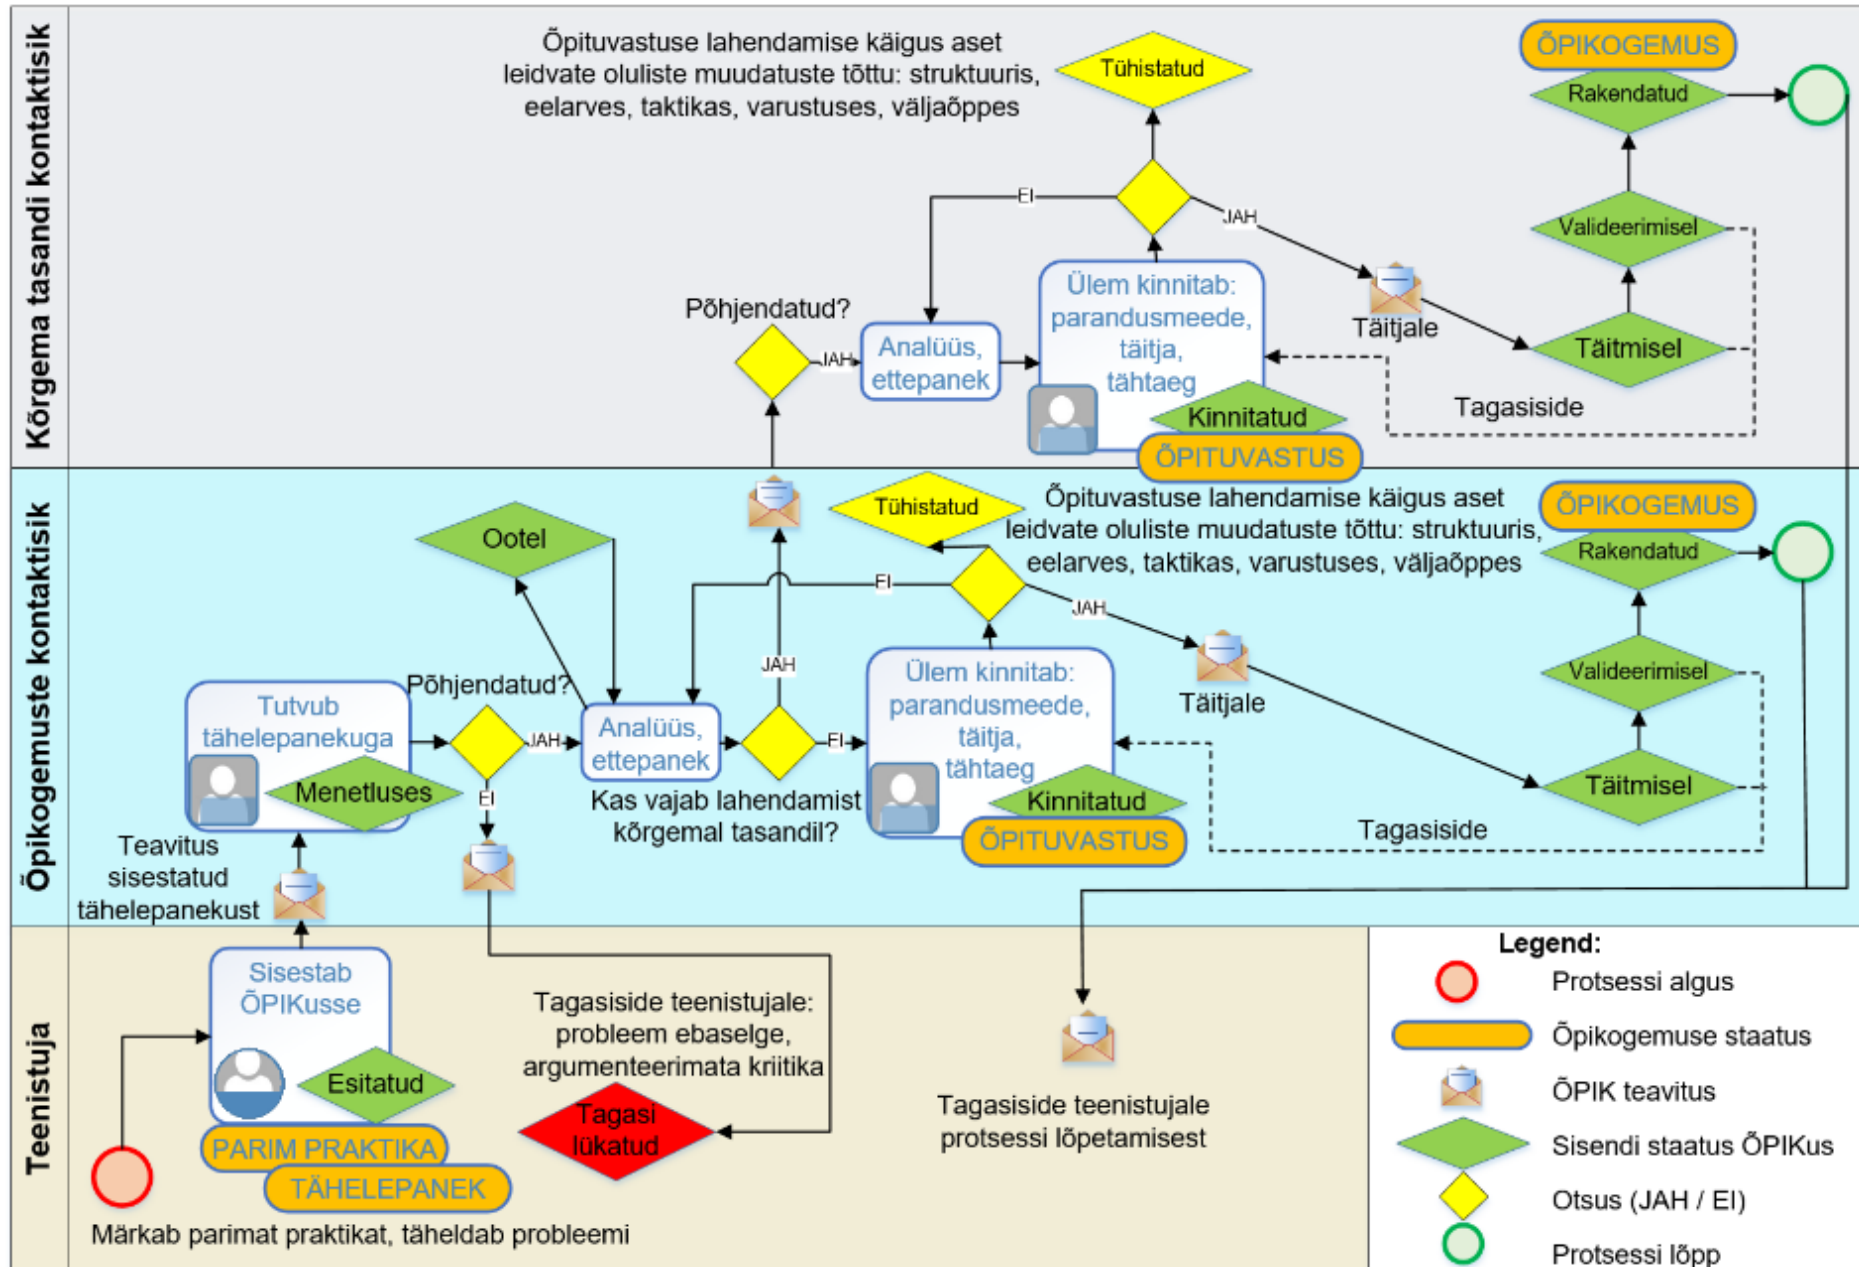 Kõrgema tasandi kontaktisik
Õpituvastuse lahendamise käigus aset
leidvate oluliste muudatuste tõttu: struktuuris,
eelarves, taktikas, varustuses, väljaõppes
Tühistatud
ÕPIKOGEMUS
Rakendatud
EI
JAH
Valideerimisel
Põhjendatud?
JAH
Analüüs,
ettepanek
Ülem kinnitab:
parandusmeede,
täitja,
tähtaeg
Kinnitatud
ÕPITUVASTUS
Täitjale
Täitmisel
Tagasiside
Õpikogemuste kontaktisik
Ootel
Tühistatud
Õpituvastuse lahendamise käigus aset
leidvate oluliste muudatuste tõttu: struktuuris,
eelarves, taktikas, varustuses, väljaõppes
ÕPIKOGEMUS
Rakendatud
EI
JAH
JAH
Valideerimisel
Tutvub
tähelepanekuga
Menetluses
Põhjendatud?
JAH
EI
Analüüs,
ettepanek
EI
Kas vajab lahendamist
kõrgemal tasandil?
Ülem kinnitab:
parandusmeede,
täitja,
tähtaeg
Kinnitatud
ÕPITUVASTUS
Täitjale
Täitmisel
Tagasiside
Teavitus
sisestatud
tähelepanekust
Teenistuja
Sisestab
ÕPIKusse
Esitatud
PARIM PRAKTIKA
TÄHELEPANEK
Märkab parimat praktikat, täheldab probleemi
Tagasiside teenistujale:
probleem ebaselge,
argumenteerimata kriitika
Tagasi
lükatud
Tagasiside teenistujale
protsessi lõpetamisest
Legend:
Protsessi algus
Õpikogemuse staatus
ÕPIK teavitus
Sisendi staatus ÕPIKus
Otsus (JAH / EI)
Protsessi lõpp